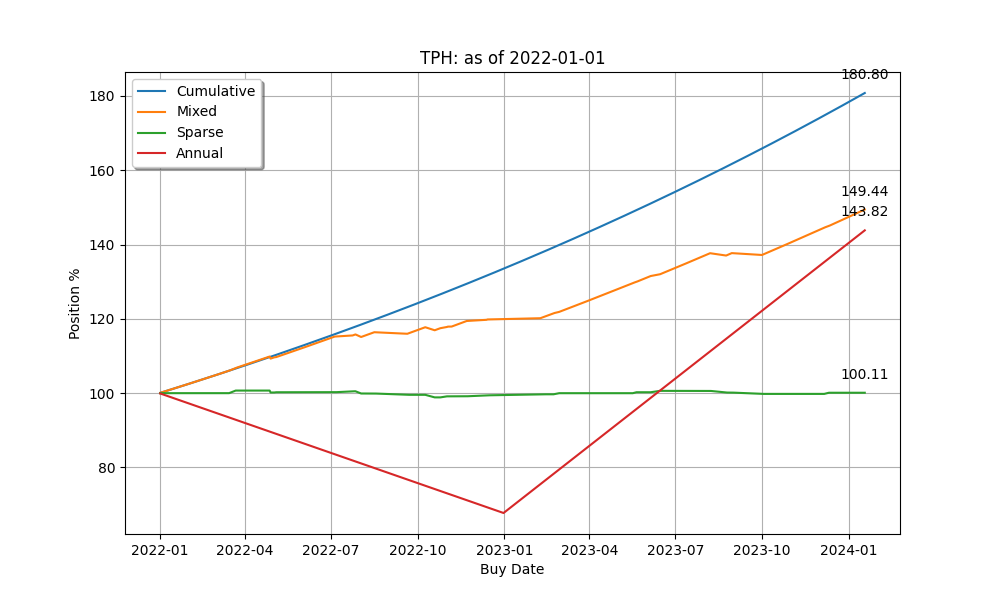 TPH: as of 2022-01-01
180.80
180
Cumulative
Mixed
Sparse
Annual
160
149.44
143.82
140
120
100.11
100
80
Position %
2022-01 2022-04 2022-07 2022-10 2023-01 2023-04 2023-07 2023-10 2024-01
Buy Date